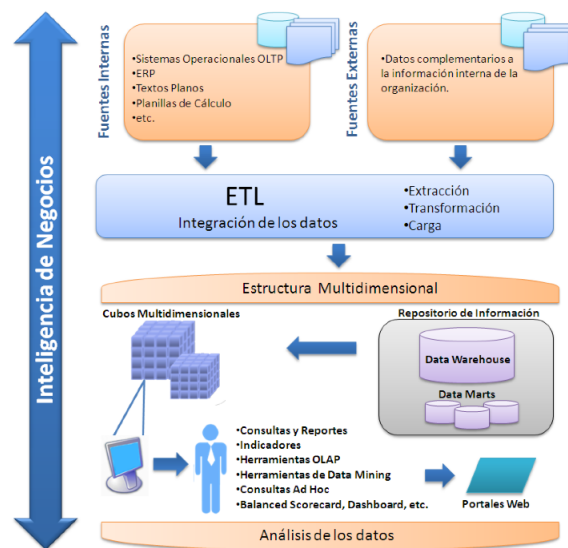 Inteligencia de Negocios
Fuentes Internas
•Sistemas Operacionales OLTP
•ERP
•Textos Planos
•Planillas de Cálculo
•etc.
Fuentes Externas
•Datos complementarios a
la información interna de la
organización.
ETL
Integración de los datos
•Extracción
•Transformación
•Carga
Estructura Multidimensional
Cubos Multidimensionales
Repositorio de Información
Data Warehouse
Data Marts
•Consultas y Reportes
•Indicadores
•Herramientas OLAP
•Herramientas de Data Mining
•Consultas Ad Hoc
•Balanced Scorecard, Dashboard, etc.
Portales Web
Análisis de los datos